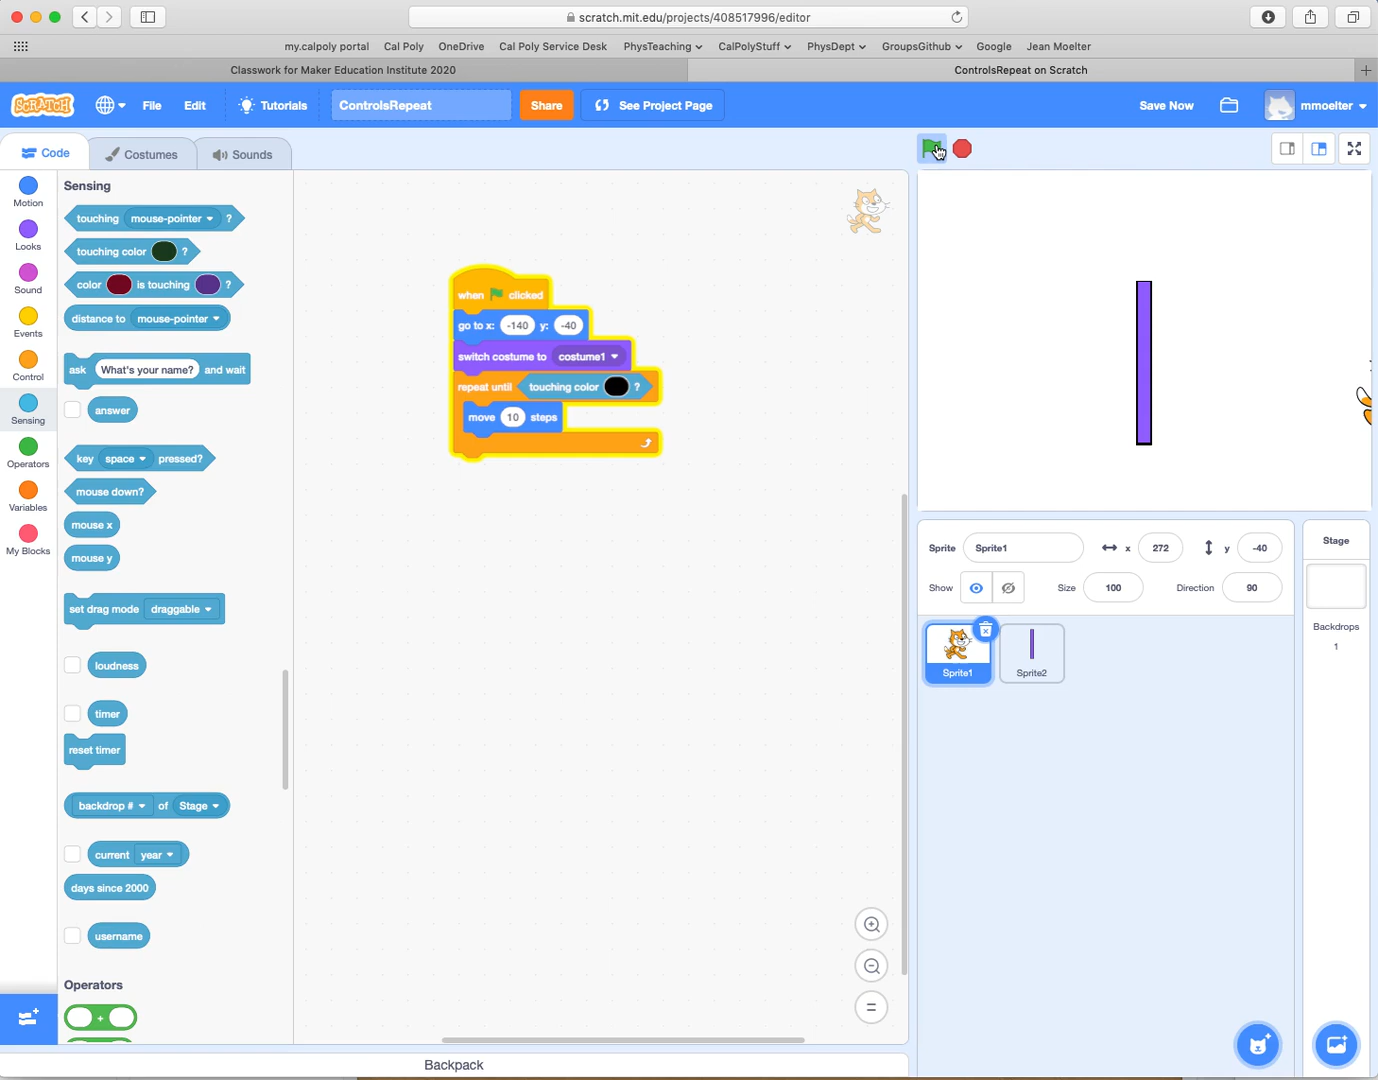 scratch.mit.edu/projects/408517996/editor
my.calpoly portal Cal Poly OneDrive Cal Poly Service Desk PhysTeaching CalPolyStuff PhysDept GroupsGithub Google Jean Moelter
Classwork for Maker Education Institute 2020 ControlsRepeat on Scratch
SCRATCH File Edit Tutorials ControlsRepeat Share See Project Page Save Now mmoelter
Code Costumes Sounds
Motion
Looks
Sound
Events
Control
Sensing
Operators
Variables
My Blocks
Sensing
touching mouse-pointer ?
touching color ?
color is touching ?
distance to mouse-pointer
ask What's your name? and wait
answer
key space pressed?
mouse down?
mouse x
mouse y
set drag mode draggable
loudness
timer
reset timer
backdrop # of Stage
current year
days since 2000
username
Operators
+
when clicked
go to x: -140 y: -40
switch costume to costume1
repeat until touching color ?
move 10 steps
Sprite Sprite1 x 272 y -40
Show Size 100 Direction 90
Sprite1 Sprite2
Stage
Backdrops
1
Backpack